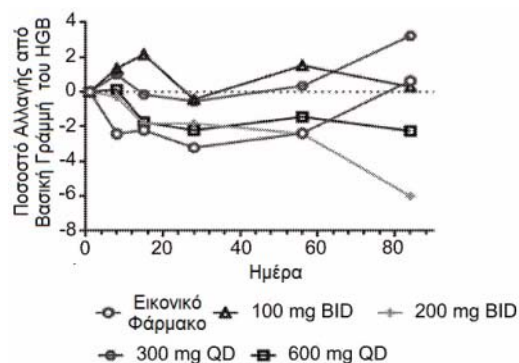 Ποσοστό Αλλαγής από
Βασική Γραμμή του HGB
4
2
0
-2
-4
-6
-8
0 20 40 60 80
Ημέρα
Εικονικό Φάρμακο
100 mg BID
200 mg BID
300 mg QD
600 mg QD